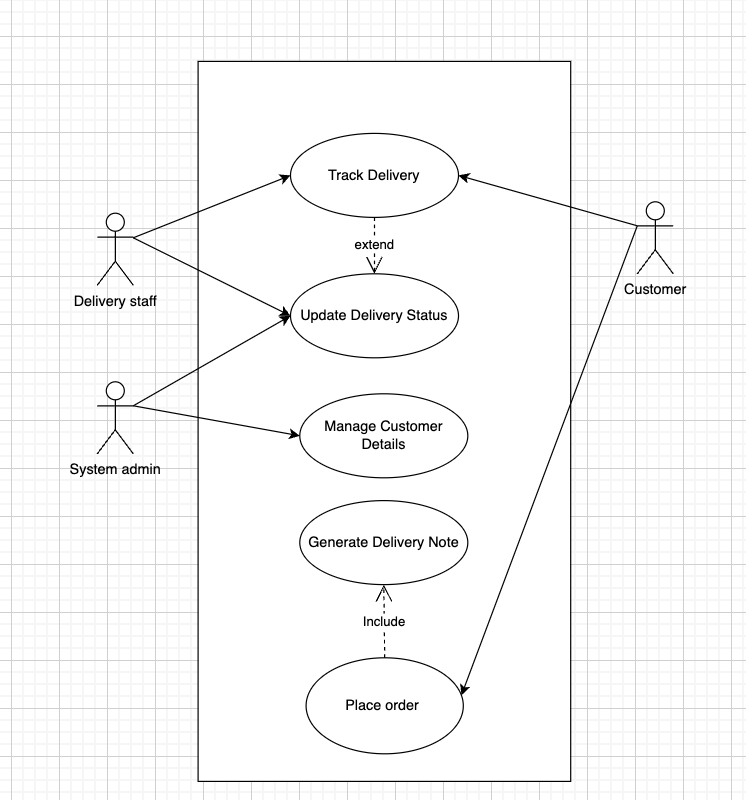 Track Delivery
extend
Delivery staff
Customer
Update Delivery Status
Manage Customer
Details
System admin
Generate Delivery Note
Include
Place order